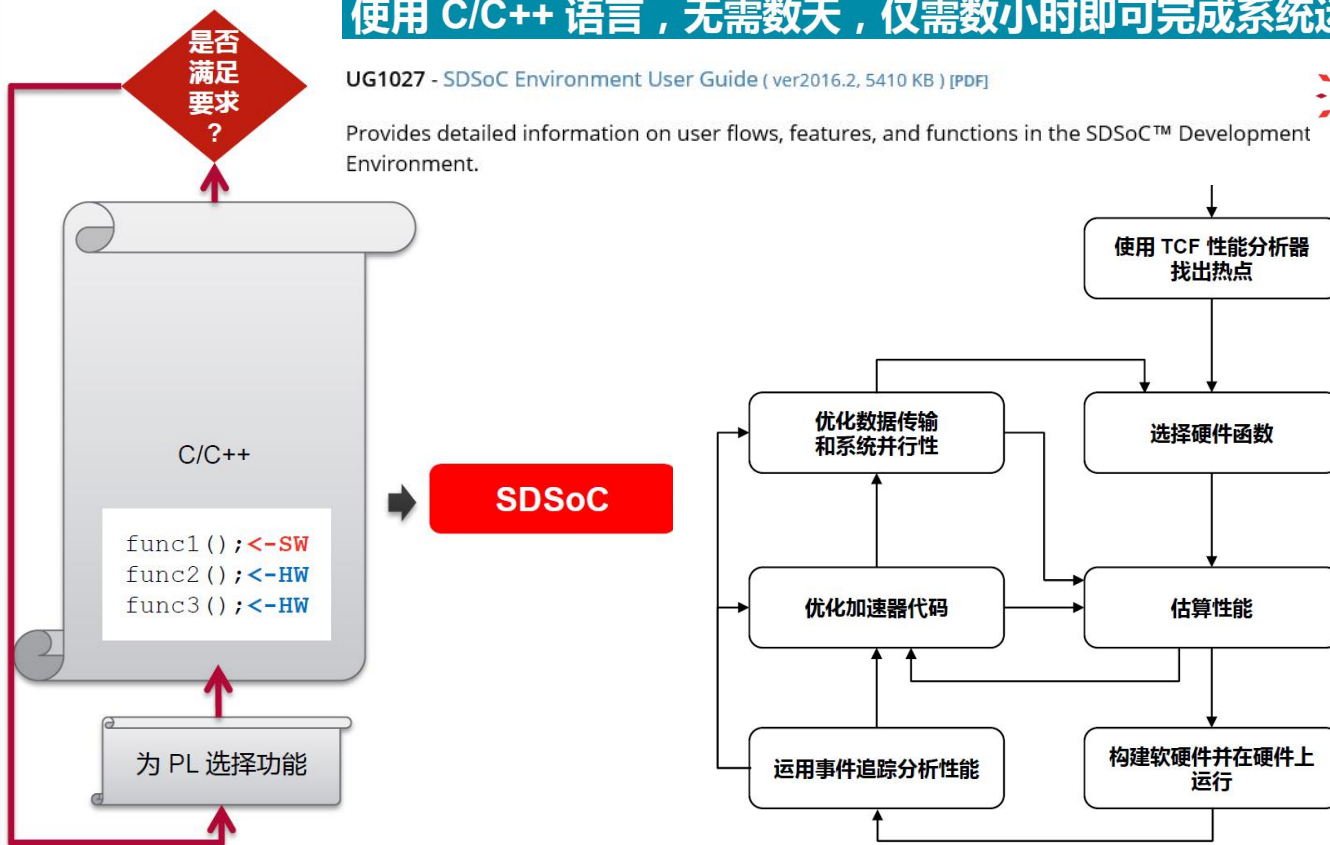 使用 C/C++ 语言，无需数天，仅需数小时即可完成系统
是否
满足
要求
?
UG1027 - SDSoC Environment User Guide ( ver2016.2, 5410 KB ) [PDF]
Provides detailed information on user flows, features, and functions in the SDSoC™ Development
Environment.
C/C++
func1();<-SW
func2();<-HW
func3();<-HW
为 PL 选择功能
SDSoC
使用 TCF 性能分析器
找出热点
优化数据传输
和系统并行性
选择硬件函数
优化加速器代码
估算性能
运用事件追踪分析性能
构建软硬件并在硬件上
运行